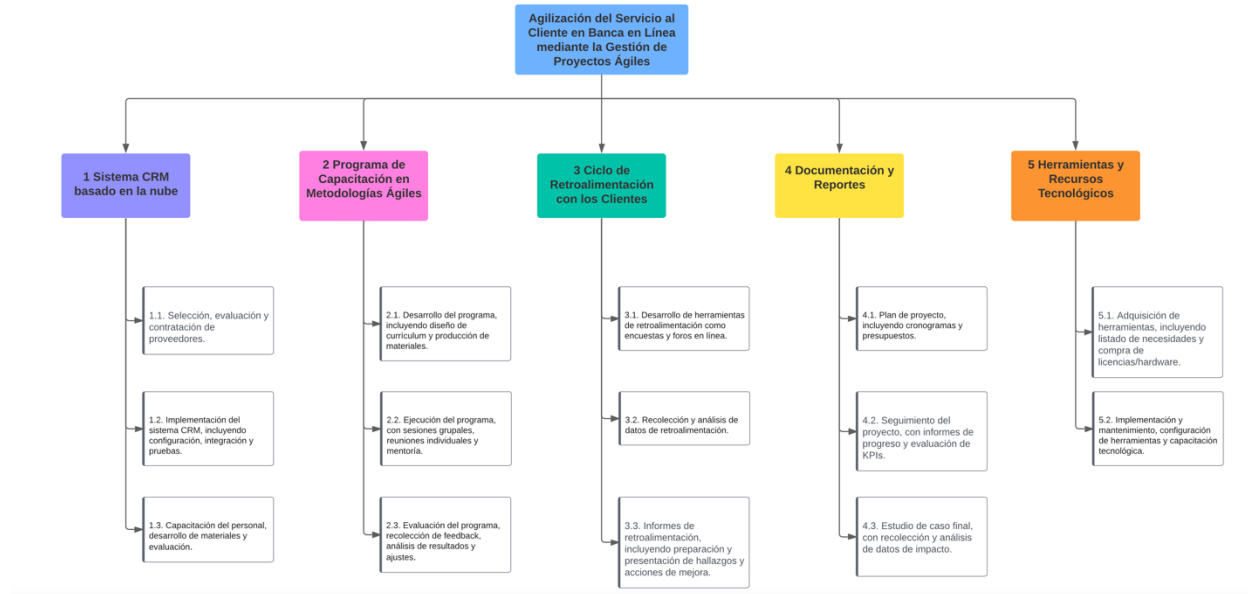 Agilización del Servicio al
Cliente en Banca en Línea
mediante la Gestión de
Proyectos Ágiles
1 Sistema CRM
basado en la nube
2 Programa de
Capacitación en
Metodologías Ágiles
3 Ciclo de
Retroalimentación
con los Clientes
4 Documentación y
Reportes
5 Herramientas y
Recursos
Tecnológicos
1.1. Selección, evaluación y
contratación de
proveedores.
2.1. Desarrollo del programa,
incluyendo diseño de
currículum y producción de
materiales.
3.1. Desarrollo de herramientas
de retroalimentación como
encuestas y foros en línea.
4.1. Plan de proyecto,
incluyendo cronogramas y
presupuestos.
5.1. Adquisición de
herramientas, incluyendo
listado de necesidades y
compra de
licencias/hardware.
1.2. Implementación del
sistema CRM, incluyendo
configuración, integración y
pruebas.
2.2. Ejecución del programa,
con sesiones grupales,
reuniones individuales y
mentoría.
3.2. Recolección y análisis de
datos de retroalimentación.
4.2. Seguimiento del
proyecto, con informes de
progreso y evaluación de
KPIs.
5.2. Implementación y
mantenimiento, configuración
de herramientas y capacitación
tecnológica.
1.3. Capacitación del personal,
desarrollo de materiales y
evaluación.
2.3. Evaluación del programa,
recolección de feedback,
análisis de resultados y
ajustes.
3.3. Informes de
retroalimentación,
incluyendo preparación y
presentación de hallazgos y
acciones de mejora.
4.3. Estudio de caso final,
con recolección y análisis
de datos de impacto.